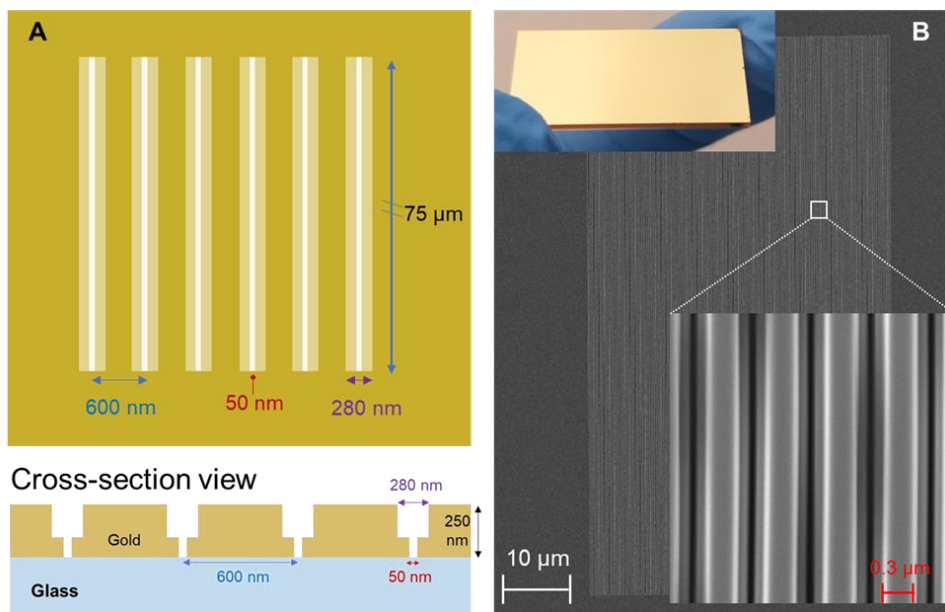 A
75 µm
600 nm
50 nm
280 nm
Cross-section view
280 nm
Gold
250
nm
600 nm
50 nm
Glass
B
10 µm
0.3 µm